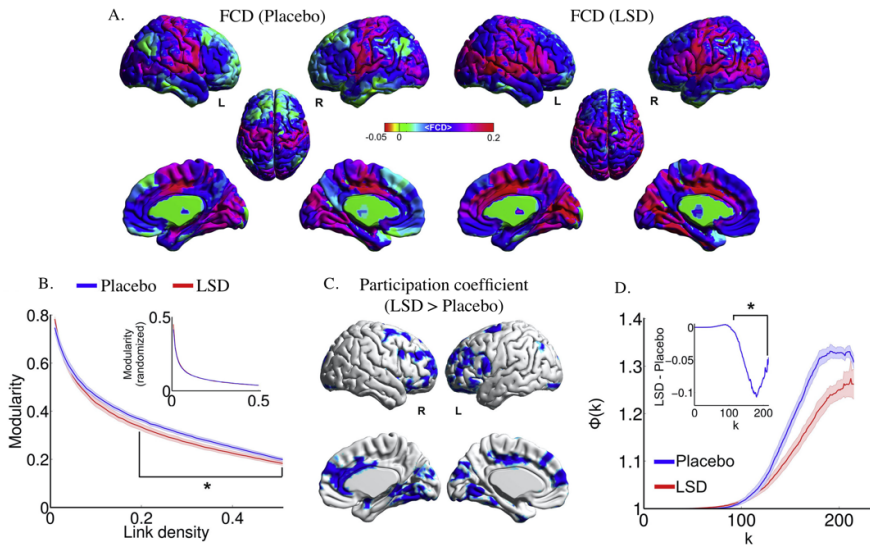 A.
FCD (Placebo)
FCD (LSD)
L
R
L
R
<FCD>
-0.05
0
0.2
B.
Placebo
LSD
Modularity
0.8
0.6
0.4
0.2
0
0.2
0.4
Link density
*
Modularity
(randomized)
0.5
0
0
0.5
C.
Participation coefficient
(LSD > Placebo)
R
L
D.
Φ(k)
1.4
1.3
1.2
1.1
1
0
100
200
k
Placebo
LSD
LSD - Placebo
0
-0.05
-0.1
0
100
200
k
*